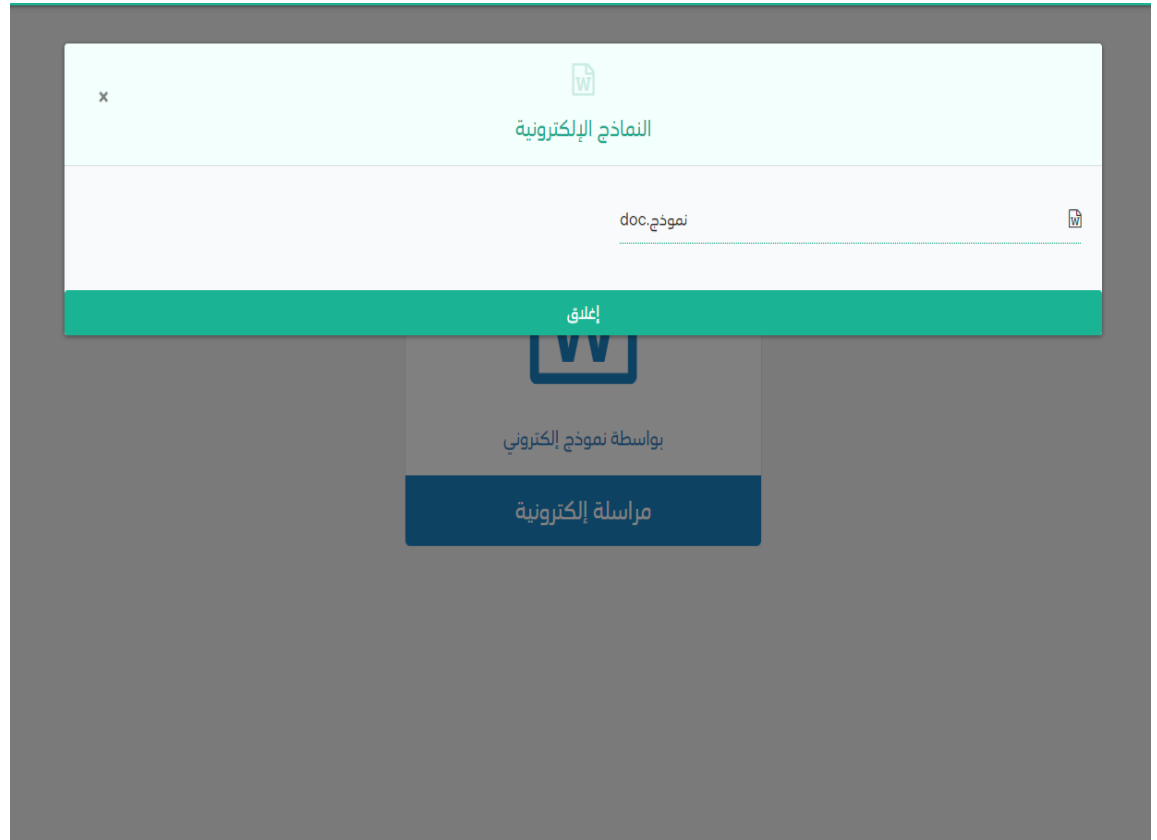 ×
النماذج الإلكترونية
نموذج.doc
إغلاق
بواسطة نموذج إلكتروني
مراسلة إلكترونية